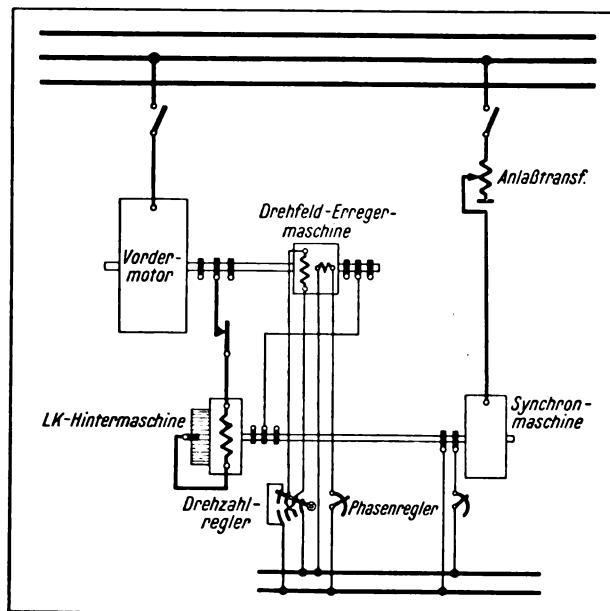 Anlaßtransf.
Drehfeld-Erreger-
maschine
Vorder-
motor
LK-Hintermaschine
Synchron-
maschine
Drehzahl-
regler
Phasenregler